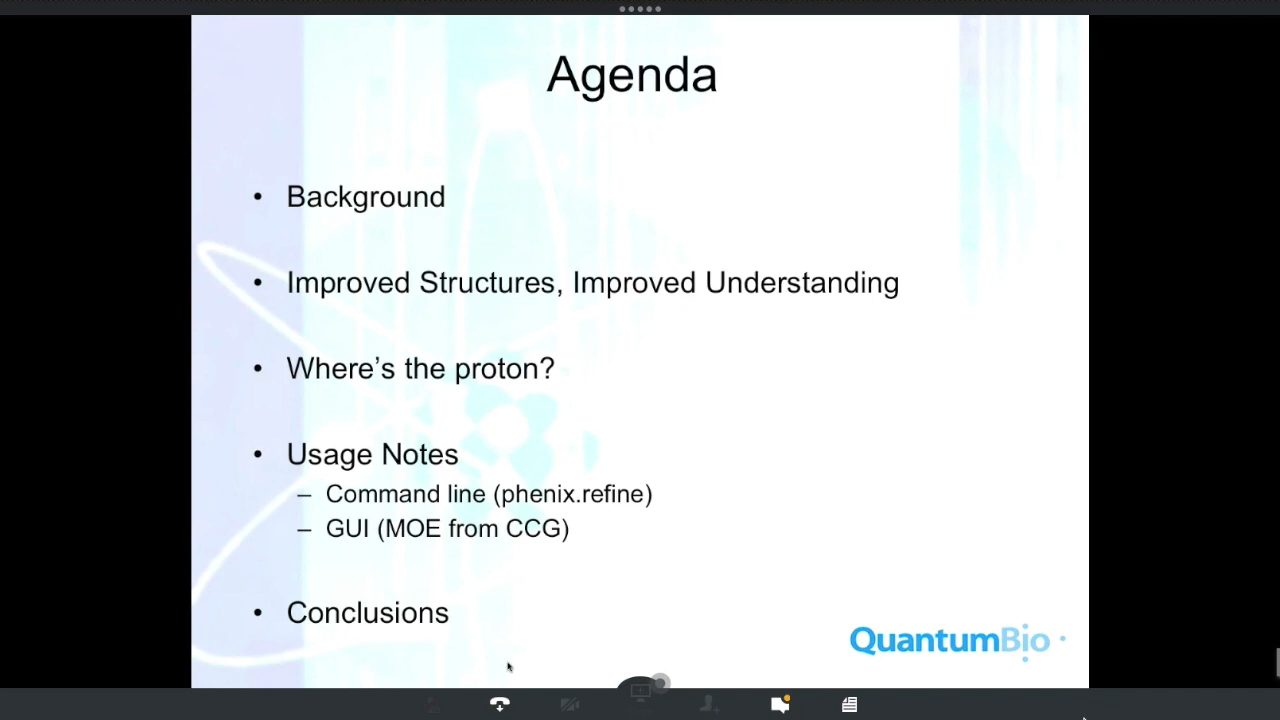 Agenda
• Background
• Improved Structures, Improved Understanding
• Where’s the proton?
• Usage Notes
– Command line (phenix.refine)
– GUI (MOE from CCG)
• Conclusions
QuantumBio